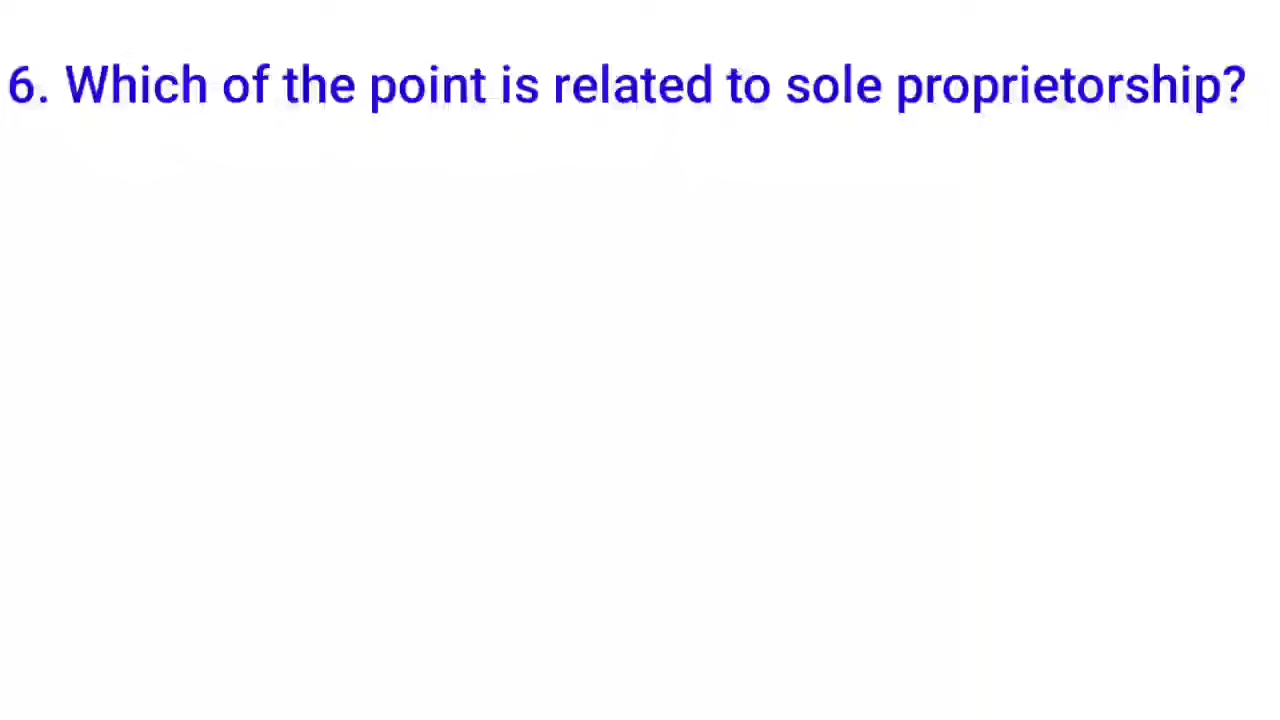 6. Which of the point is related to sole proprietorship?